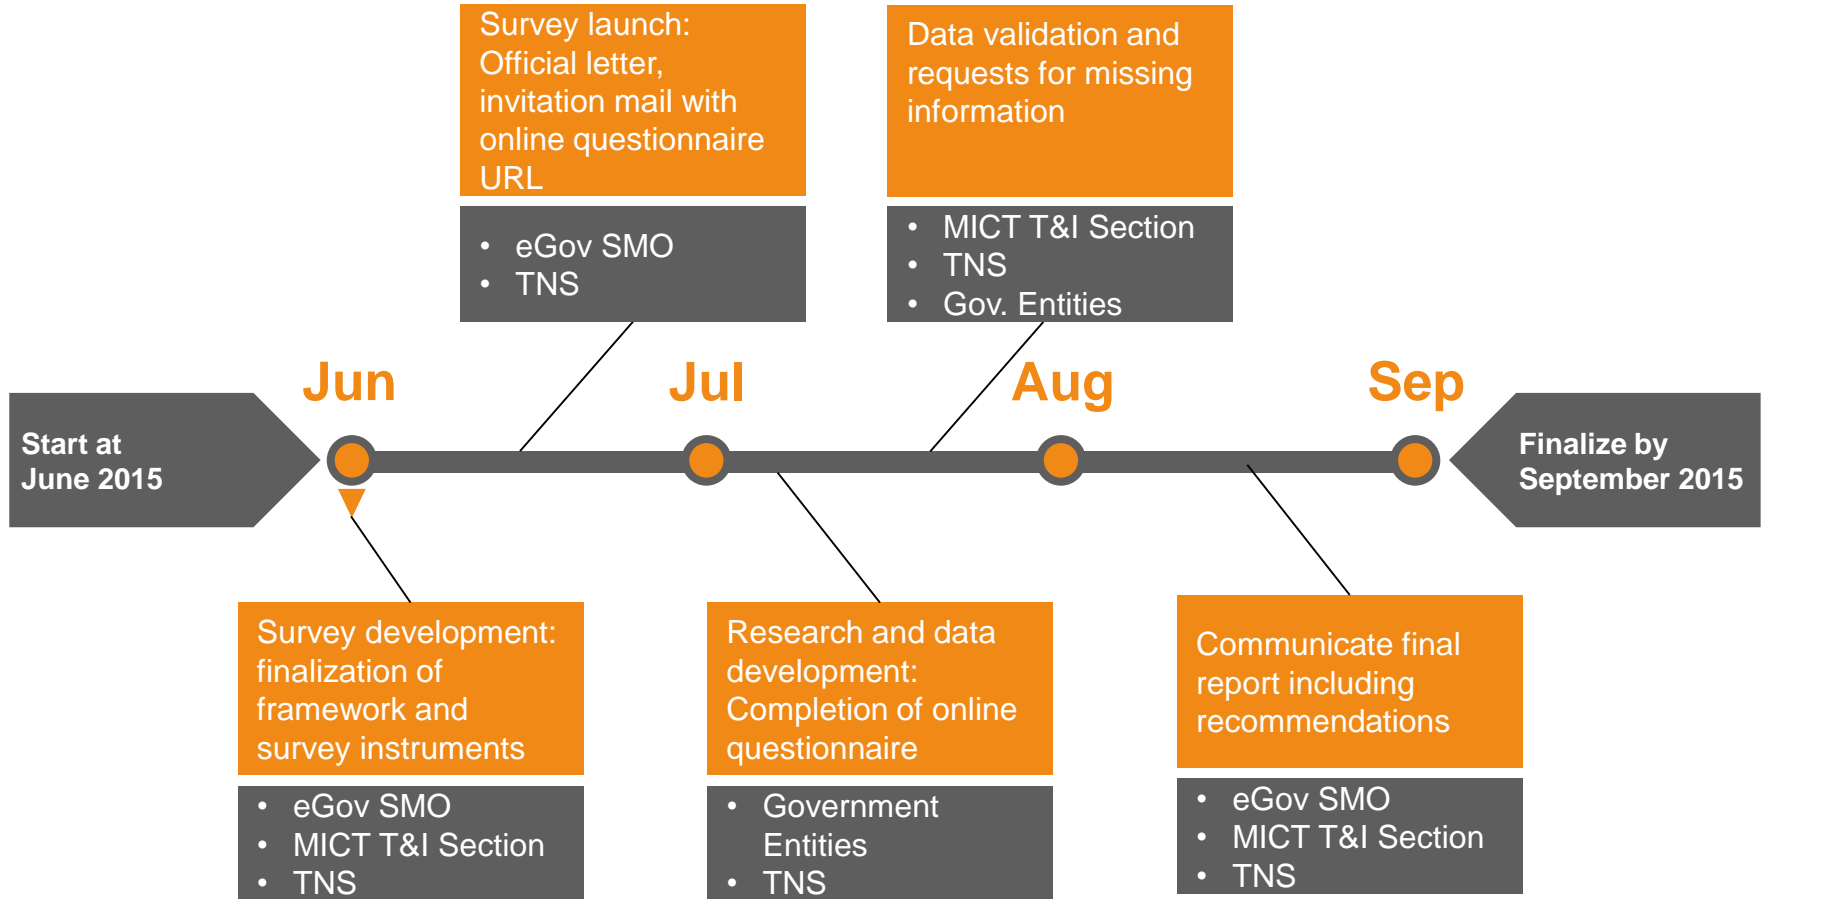 Survey launch:
Official letter,
invitation mail with
online questionnaire
URL
• eGov SMO
• TNS
Data validation and
requests for missing
information
• MICT T&I Section
• TNS
• Gov. Entities
Jun
Jul
Aug
Sep
Start at
June 2015
Finalize by
September 2015
Survey development:
finalization of
framework and
survey instruments
• eGov SMO
• MICT T&I Section
• TNS
Research and data
development:
Completion of online
questionnaire
• Government
Entities
• TNS
Communicate final
report including
recommendations
• eGov SMO
• MICT T&I Section
• TNS